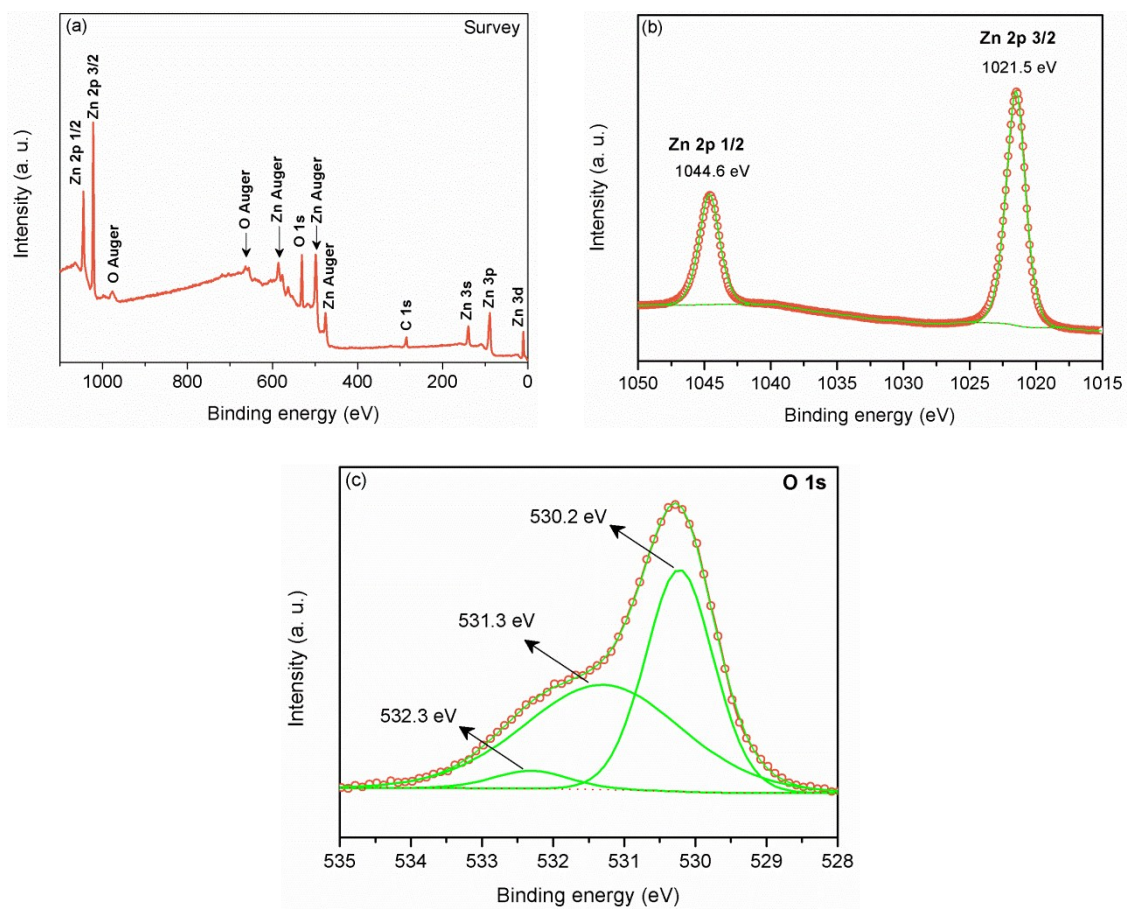 (a)
Survey
Intensity (a. u.)
Zn 2p 1/2
Zn 2p 3/2
O Auger
O Auger
Zn Auger
O 1s
Zn Auger
Zn Auger
C 1s
Zn 3s
Zn 3p
Zn 3d
1000 800 600 400 200 0
Binding energy (eV)
(b)
Zn 2p 3/2
1021.5 eV
Zn 2p 1/2
1044.6 eV
Intensity (a. u.)
1050 1045 1040 1035 1030 1025 1020 1015
Binding energy (eV)
(c)
O 1s
530.2 eV
531.3 eV
532.3 eV
Intensity (a. u.)
535 534 533 532 531 530 529 528
Binding energy (eV)